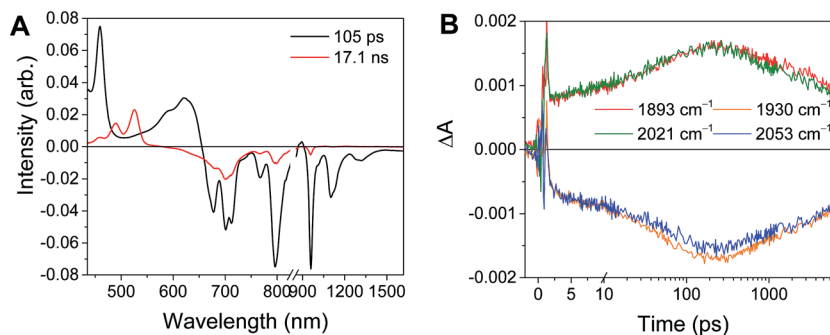 A
B
0.08
0.06
0.04
0.02
0.00
-0.02
-0.04
-0.06
-0.08
Intensity (arb.)
105 ps
17.1 ns
500
600
700
800
900
1200
1500
Wavelength (nm)
0.002
0.001
0.000
-0.001
-0.002
ΔA
1893 cm⁻¹
1930 cm⁻¹
2021 cm⁻¹
2053 cm⁻¹
0
5
10
100
1000
Time (ps)